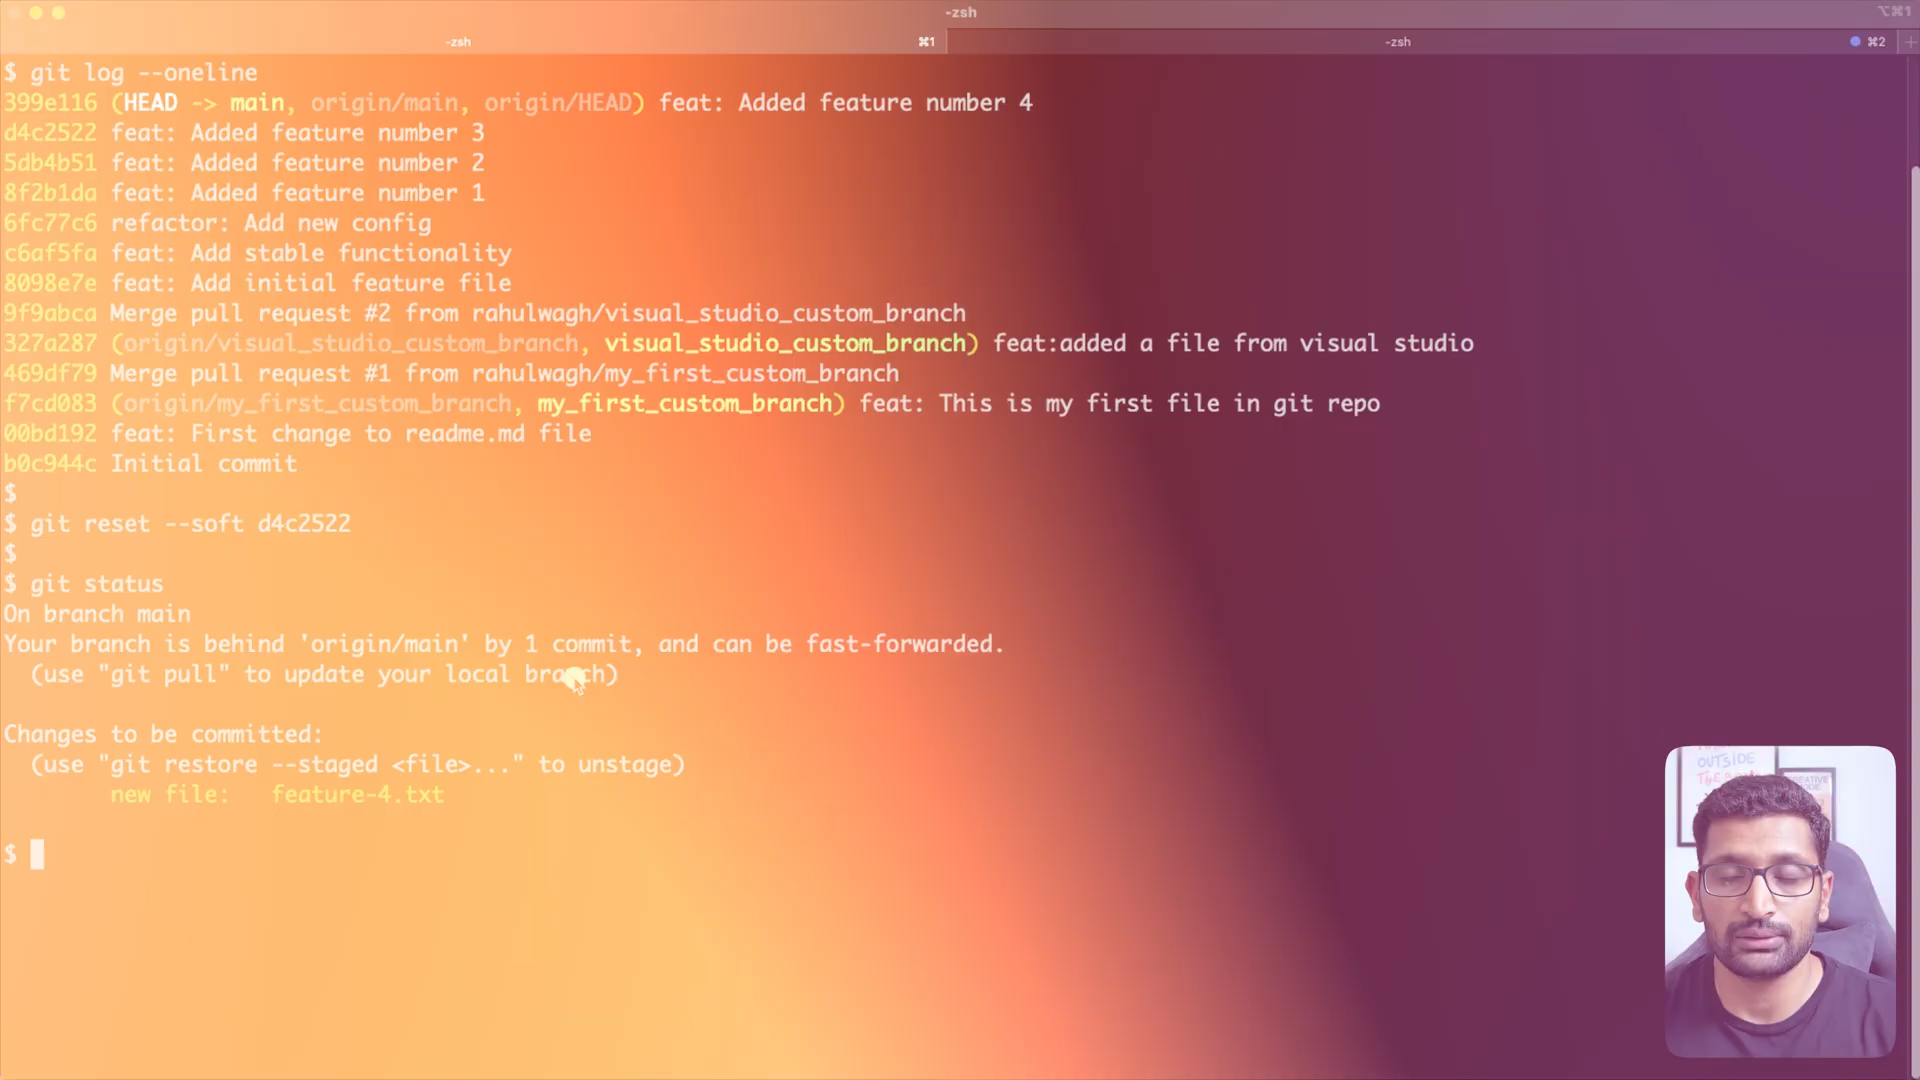 -zsh
⌥⌘1
-zsh ⌘1
-zsh ⌘2
$ git log --oneline
399e116 (HEAD -> main, origin/main, origin/HEAD) feat: Added feature number 4
d4c2522 feat: Added feature number 3
5db4b51 feat: Added feature number 2
8f2b1da feat: Added feature number 1
6fc77c6 refactor: Add new config
c6af5fa feat: Add stable functionality
8098e7e feat: Add initial feature file
9f9abca Merge pull request #2 from rahulwagh/visual_studio_custom_branch
327a287 (origin/visual_studio_custom_branch, visual_studio_custom_branch) feat:added a file from visual studio
469df79 Merge pull request #1 from rahulwagh/my_first_custom_branch
f7cd083 (origin/my_first_custom_branch, my_first_custom_branch) feat: This is my first file in git repo
00bd192 feat: First change to readme.md file
b0c944c Initial commit
$
$ git reset --soft d4c2522
$
$ git status
On branch main
Your branch is behind 'origin/main' by 1 commit, and can be fast-forwarded.
(use "git pull" to update your local branch)
Changes to be committed:
(use "git restore --staged <file>..." to unstage)
new file: feature-4.txt
$
OUTSIDE